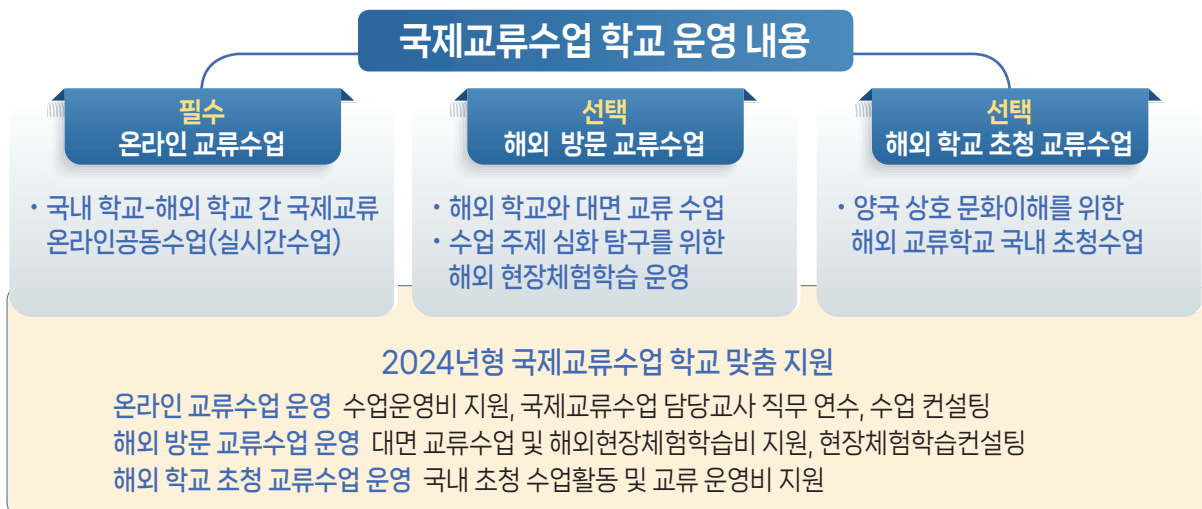 국제교류수업 학교 운영 내용
필수
온라인 교류수업
· 국내 학교-해외 학교 간 국제교류
온라인공동수업(실시간수업)
선택
해외 방문 교류수업
· 해외 학교와 대면 교류 수업
· 수업 주제 심화 탐구를 위한
해외 현장체험학습 운영
선택
해외 학교 초청 교류수업
· 양국 상호 문화이해를 위한
해외 교류학교 국내 초청수업
2024년형 국제교류수업 학교 맞춤 지원
온라인 교류수업 운영 수업운영비 지원, 국제교류수업 담당교사 직무 연수, 수업 컨설팅
해외 방문 교류수업 운영 대면 교류수업 및 해외현장체험학습비 지원, 현장체험학습컨설팅
해외 학교 초청 교류수업 운영 국내 초청 수업활동 및 교류 운영비 지원